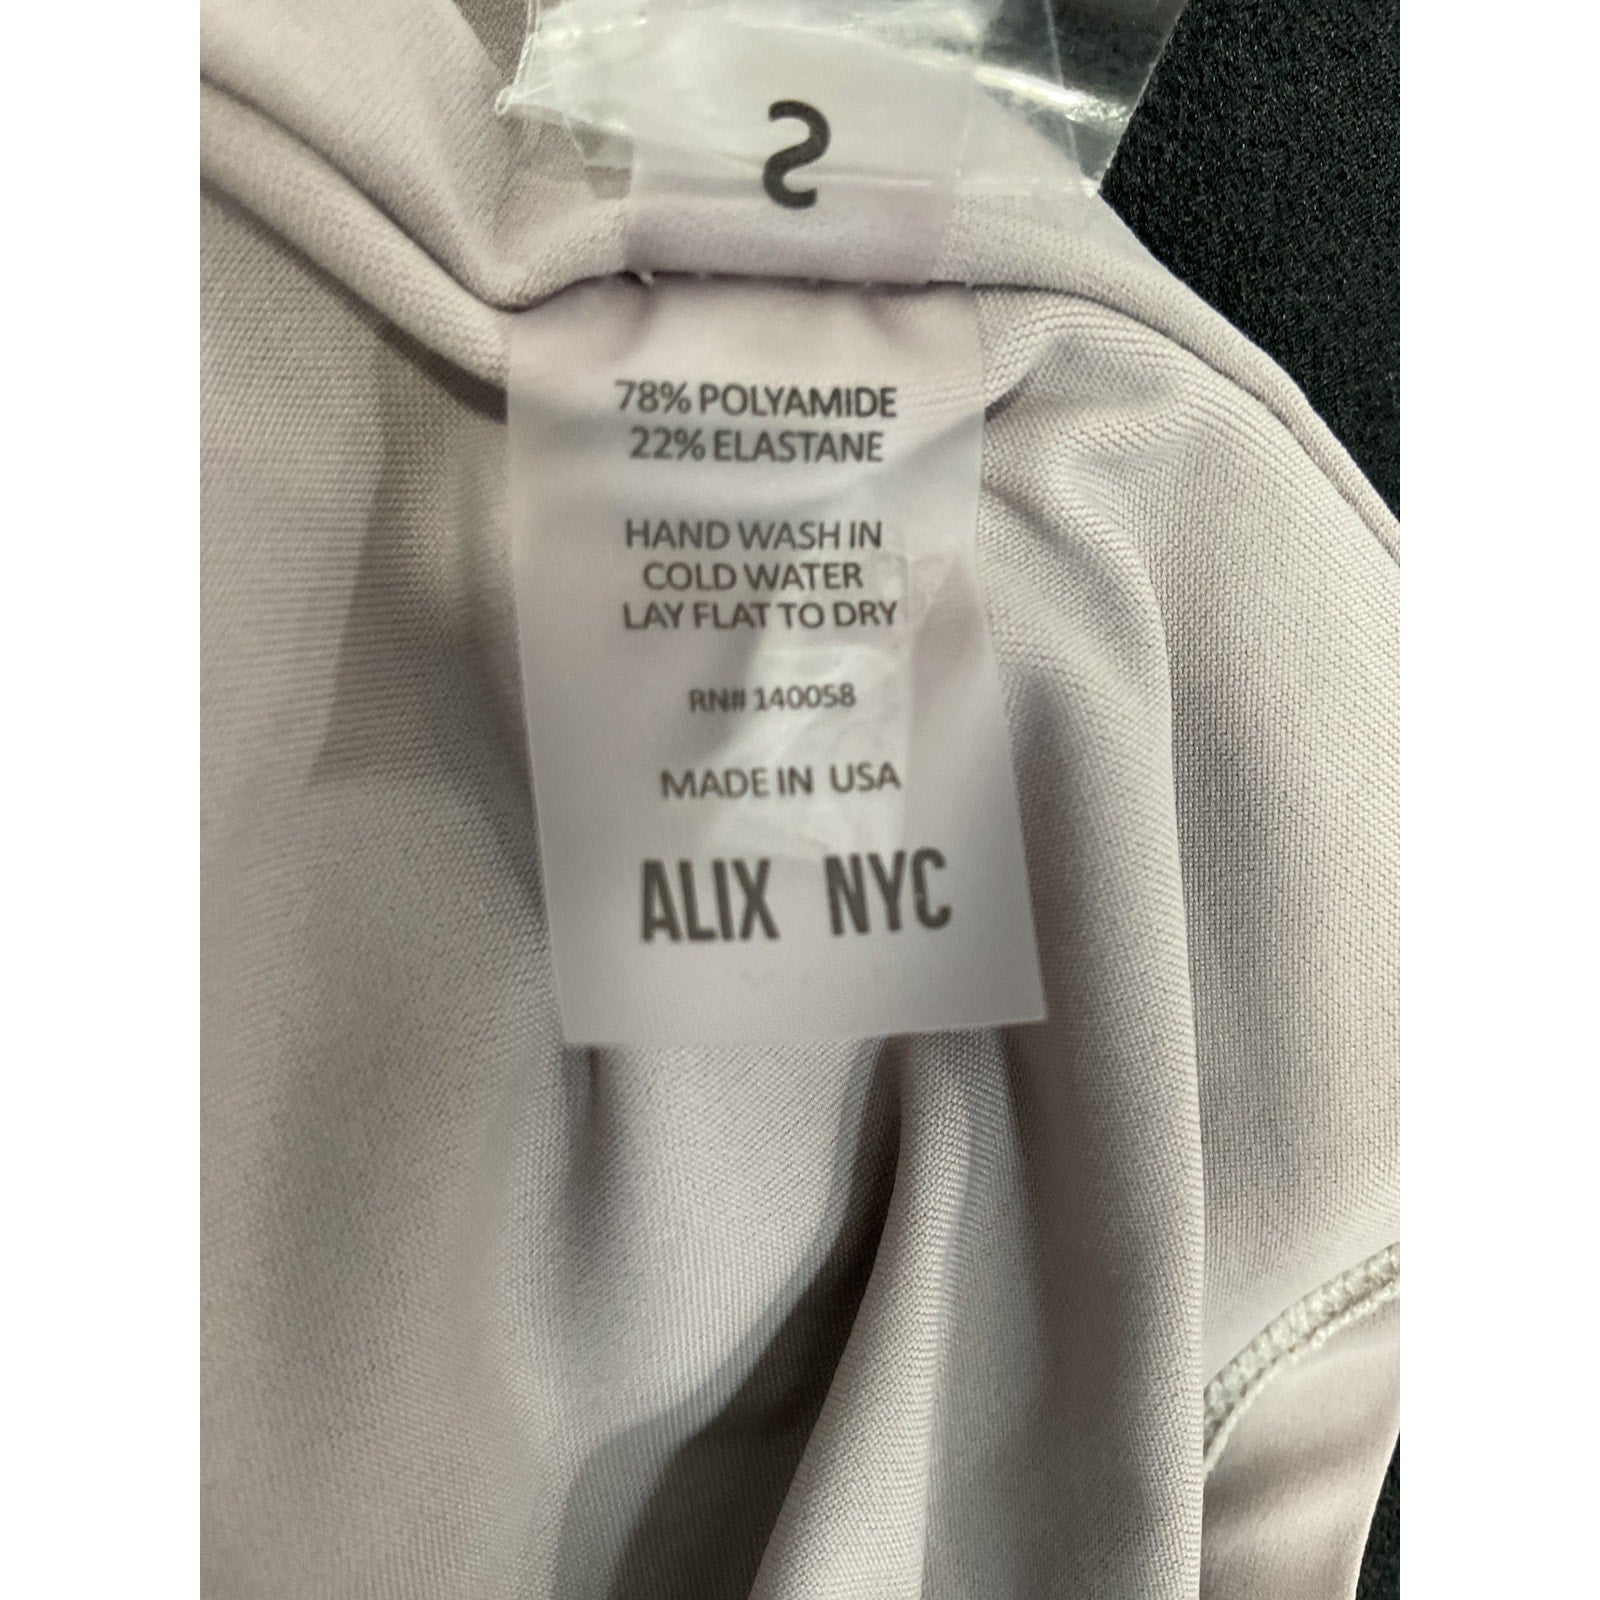 S
78% POLYAMIDE
22% ELASTANE
HAND WASH IN
COLD WATER
LAY FLAT TO DRY
RN# 140058
MADE IN USA
ALIX NYC